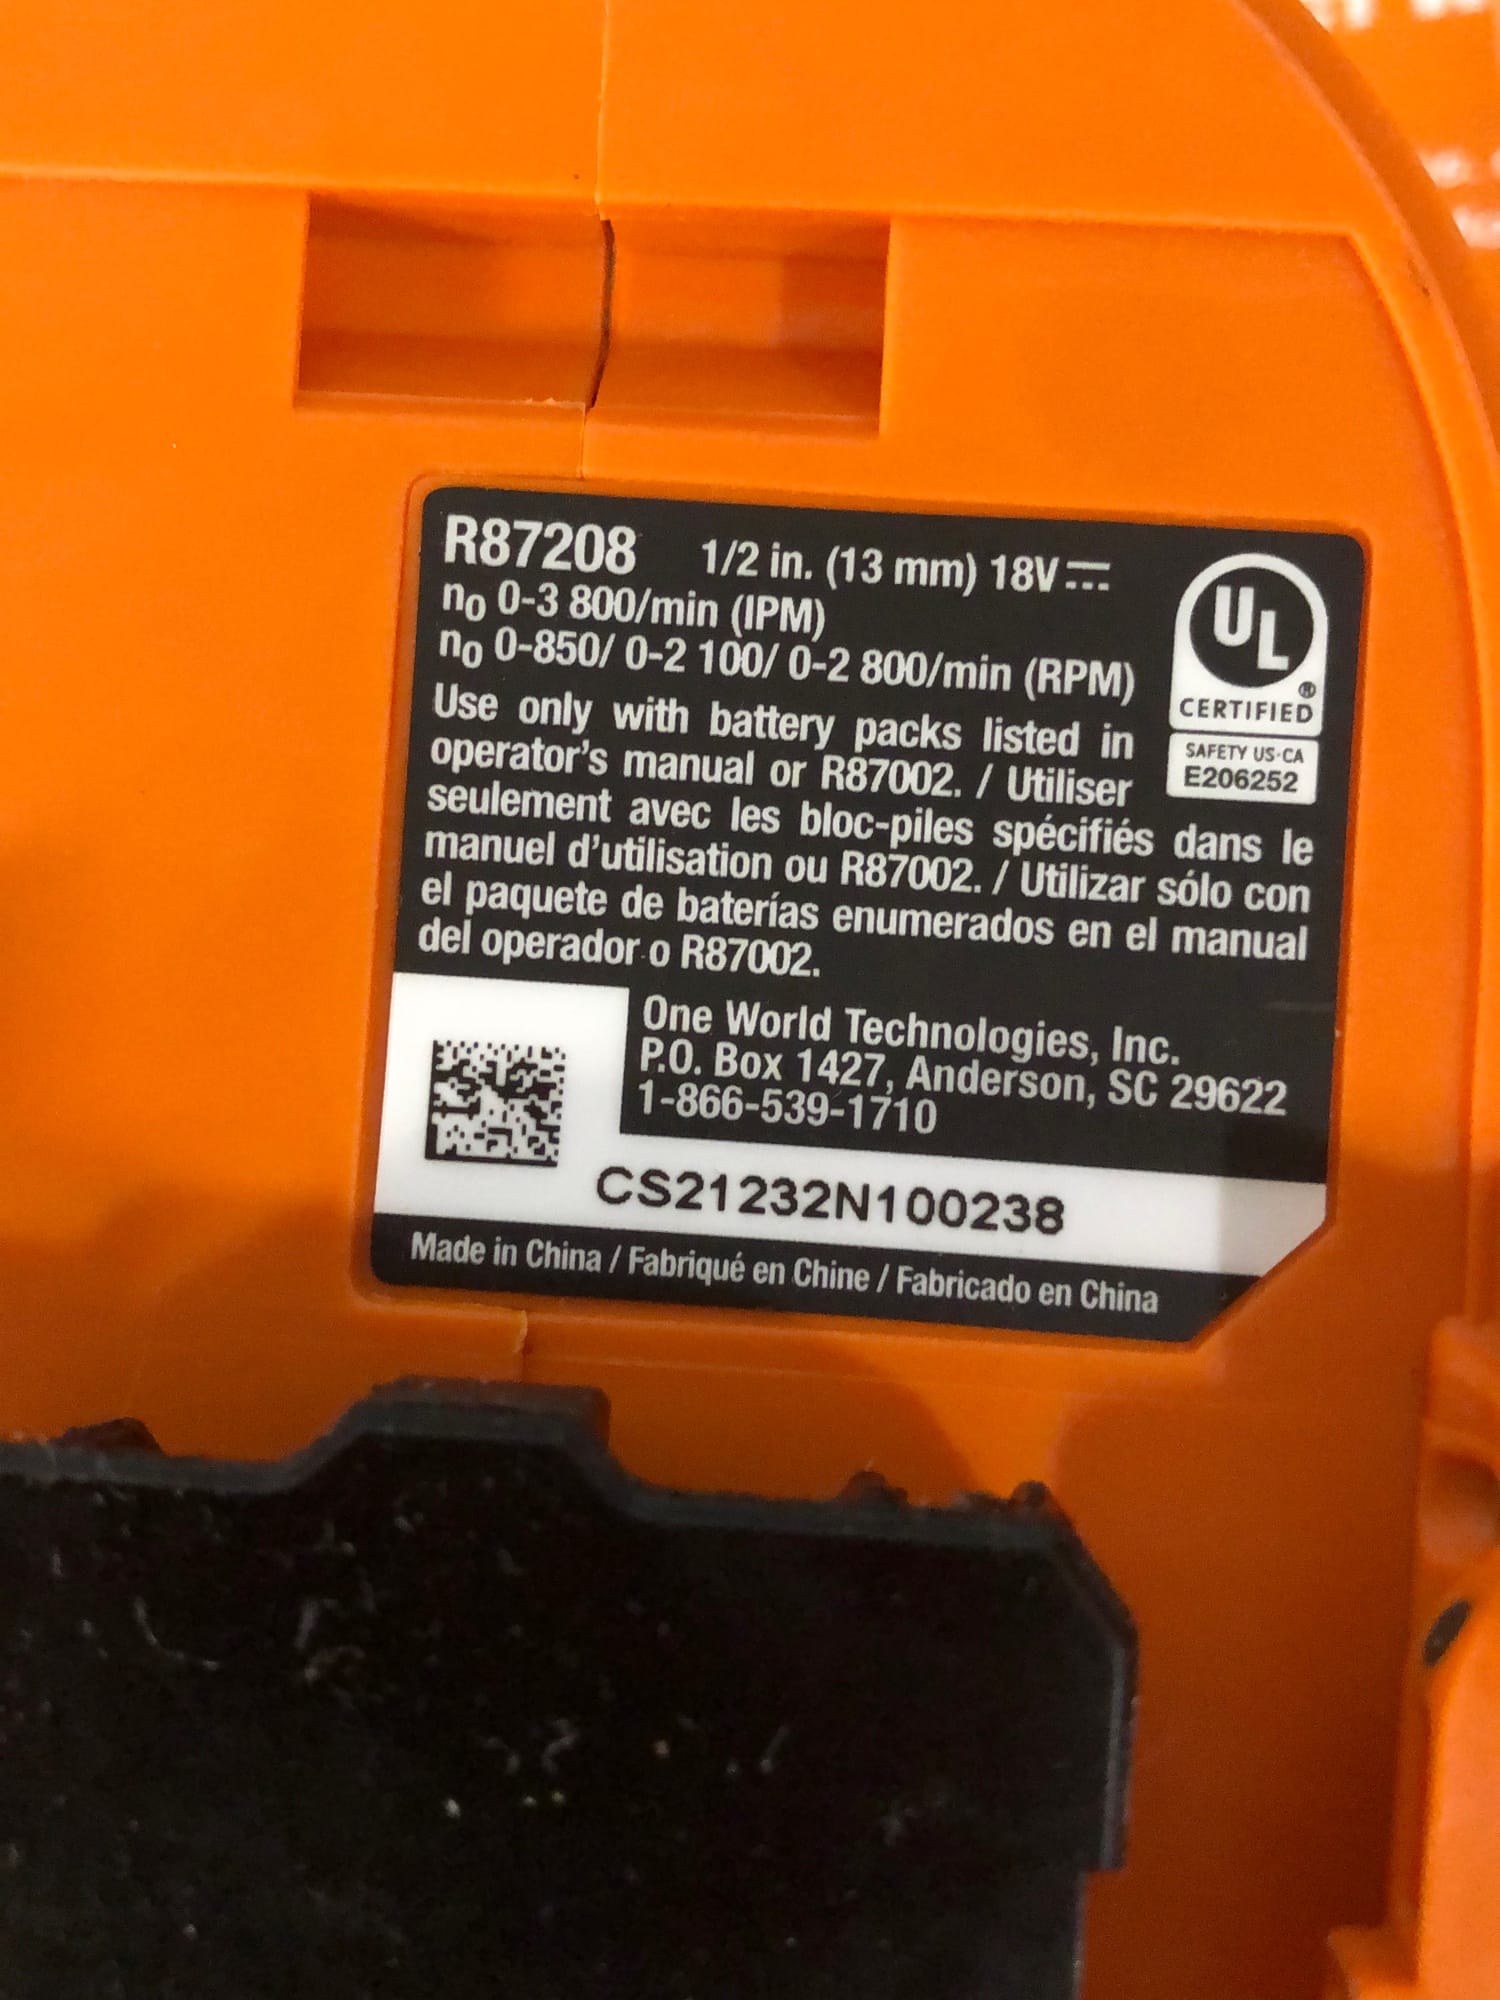 R87208 1/2 in. (13 mm) 18V ⎓
n₀ 0-3 800/min (IPM)
n₀ 0-850/ 0-2 100/ 0-2 800/min (RPM)
UL
®
CERTIFIED
SAFETY US-CA
E206252
Use only with battery packs listed in
operator's manual or R87002. / Utiliser
seulement avec les bloc-piles spécifiés dans le
manuel d'utilisation ou R87002. / Utilizar sólo con
el paquete de baterías enumerados en el manual
del operador o R87002.
One World Technologies, Inc.
P.O. Box 1427, Anderson, SC 29622
1-866-539-1710
CS21232N100238
Made in China / Fabriqué en Chine / Fabricado en China